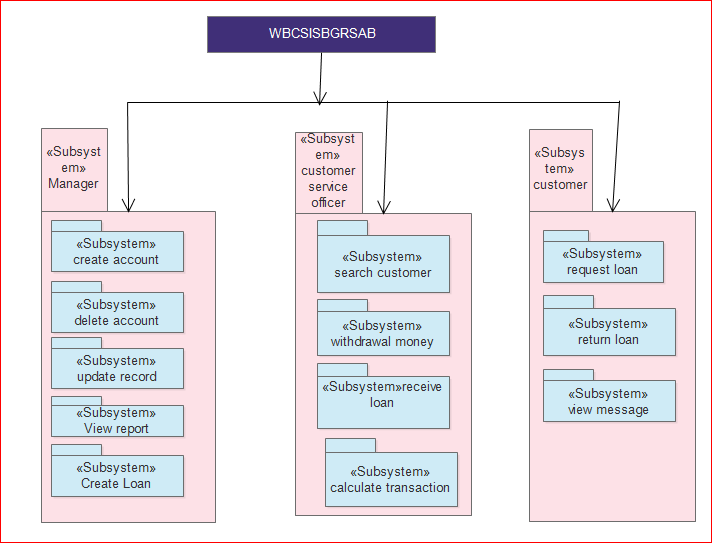 WBCSISBGRSAB
«Subsyst
em»
Manager
«Subsystem»
create account
«Subsystem»
delete account
«Subsystem»
update record
«Subsystem»
View report
«Subsystem»
Create Loan
«Subsyst
em»
customer
service
officer
«Subsystem»
search customer
«Subsystem»
withdrawal money
«Subsystem»receive
loan
«Subsystem»
calculate transaction
«Subsys
tem»
customer
«Subsystem»
request loan
«Subsystem»
return loan
«Subsystem»
view message